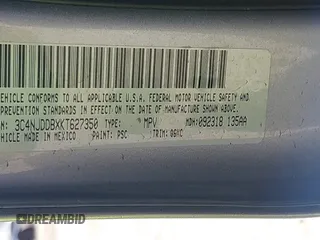 VEHICLE CONFORMS TO ALL APPLICABLE U.S.A. FEDERAL MOTOR VEHICLE SAFETY, BUMPER AND
PREVENTION STANDARDS IN EFFECT ON THE DATE OF MANUFACTURE SHOWN ABOVE.
3C4NJDDBXKT627350 TYPE: MPV MDH:092318 135AA
VEHICLE MADE IN MEXICO PAINT: PSC TRIM:
DREAMBID